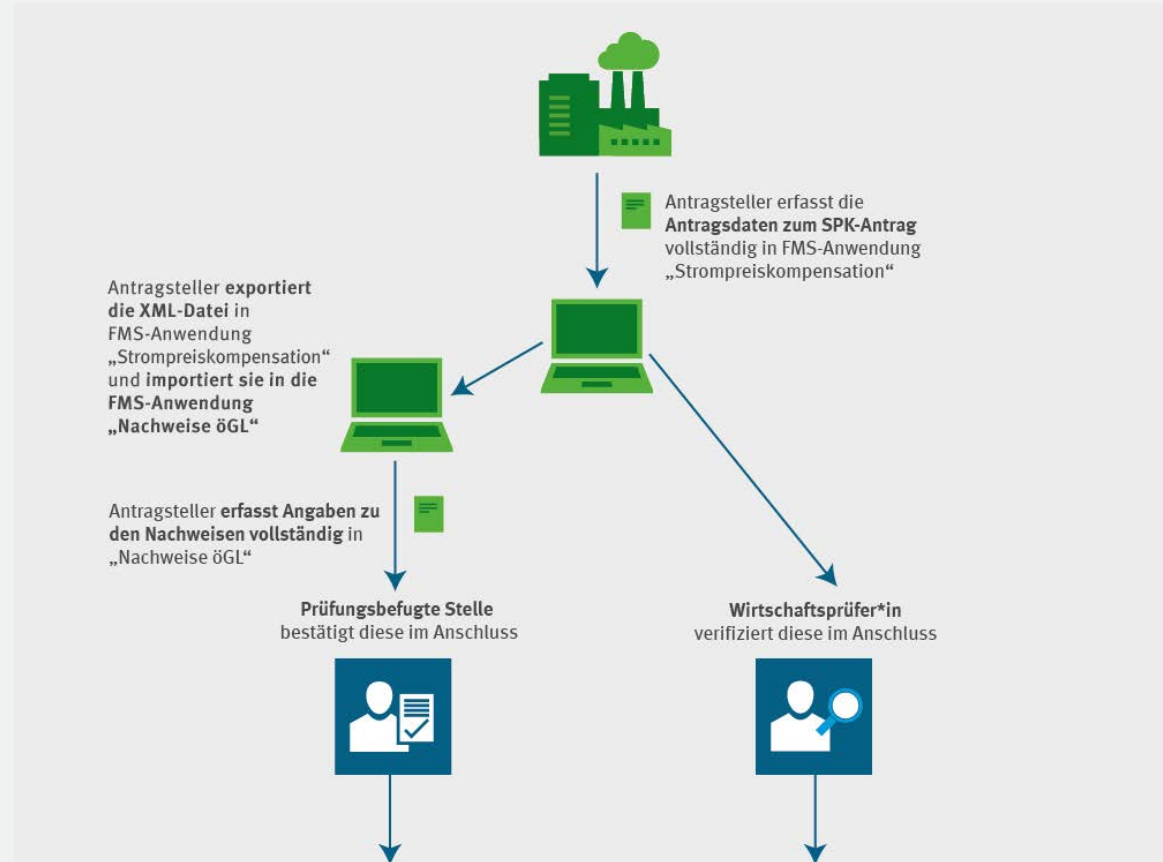 Antragsteller erfasst die
Antragsdaten zum SPK-Antrag
vollständig in FMS-Anwendung
„Strompreiskompensation“
Antragsteller exportiert
die XML-Datei in
FMS-Anwendung
„Strompreiskompensation“
und importiert sie in die
FMS-Anwendung
„Nachweise öGL“
Antragsteller erfasst Angaben zu
den Nachweisen vollständig in
„Nachweise öGL“
Prüfungsbefugte Stelle
bestätigt diese im Anschluss
Wirtschaftsprüfer*in
verifiziert diese im Anschluss